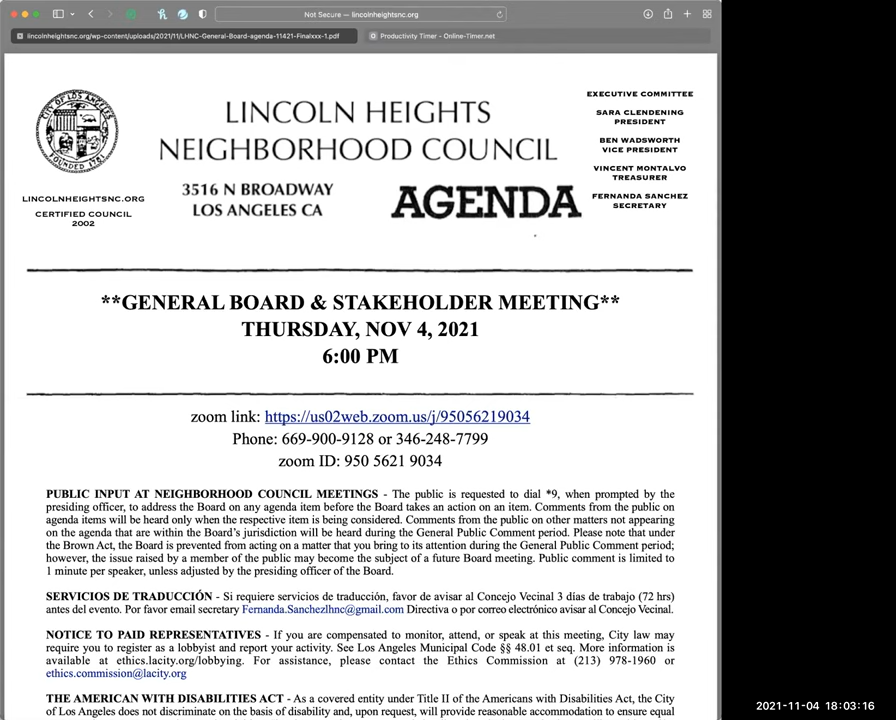 Not Secure — lincolnheightsnc.org
lincolnheightsnc.org/wp-content/uploads/2021/11/LHNC-General-Board-agenda-11421-Finalxxx-1.pdf
Productivity Timer - Online-Timer.net
CITY OF LOS ANGELES
FOUNDED 1781
LINCOLNHEIGHTSNC.ORG
CERTIFIED COUNCIL
2002
LINCOLN HEIGHTS
NEIGHBORHOOD COUNCIL
3516 N BROADWAY
LOS ANGELES CA
AGENDA
EXECUTIVE COMMITTEE
SARA CLENDENING
PRESIDENT
BEN WADSWORTH
VICE PRESIDENT
VINCENT MONTALVO
TREASURER
FERNANDA SANCHEZ
SECRETARY
**GENERAL BOARD & STAKEHOLDER MEETING**
THURSDAY, NOV 4, 2021
6:00 PM
zoom link: https://us02web.zoom.us/j/95056219034
Phone: 669-900-9128 or 346-248-7799
zoom ID: 950 5621 9034
PUBLIC INPUT AT NEIGHBORHOOD COUNCIL MEETINGS - The public is requested to dial *9, when prompted by the
presiding officer, to address the Board on any agenda item before the Board takes an action on an item. Comments from the public on
agenda items will be heard only when the respective item is being considered. Comments from the public on other matters not appearing
on the agenda that are within the Board's jurisdiction will be heard during the General Public Comment period. Please note that under
the Brown Act, the Board is prevented from acting on a matter that you bring to its attention during the General Public Comment period;
however, the issue raised by a member of the public may become the subject of a future Board meeting. Public comment is limited to
1 minute per speaker, unless adjusted by the presiding officer of the Board.
SERVICIOS DE TRADUCCIÓN - Si requiere servicios de traducción, favor de avisar al Concejo Vecinal 3 días de trabajo (72 hrs)
antes del evento. Por favor email secretary Fernanda.Sanchezlhnc@gmail.com Directiva o por correo electrónico avisar al Concejo Vecinal.
NOTICE TO PAID REPRESENTATIVES - If you are compensated to monitor, attend, or speak at this meeting, City law may
require you to register as a lobbyist and report your activity. See Los Angeles Municipal Code §§ 48.01 et seq. More information is
available at ethics.lacity.org/lobbying. For assistance, please contact the Ethics Commission at (213) 978-1960 or
ethics.commission@lacity.org
THE AMERICAN WITH DISABILITIES ACT - As a covered entity under Title II of the Americans with Disabilities Act, the City
of Los Angeles does not discriminate on the basis of disability and, upon request, will provide reasonable accommodation to ensure equal
2021-11-04 18:03:16